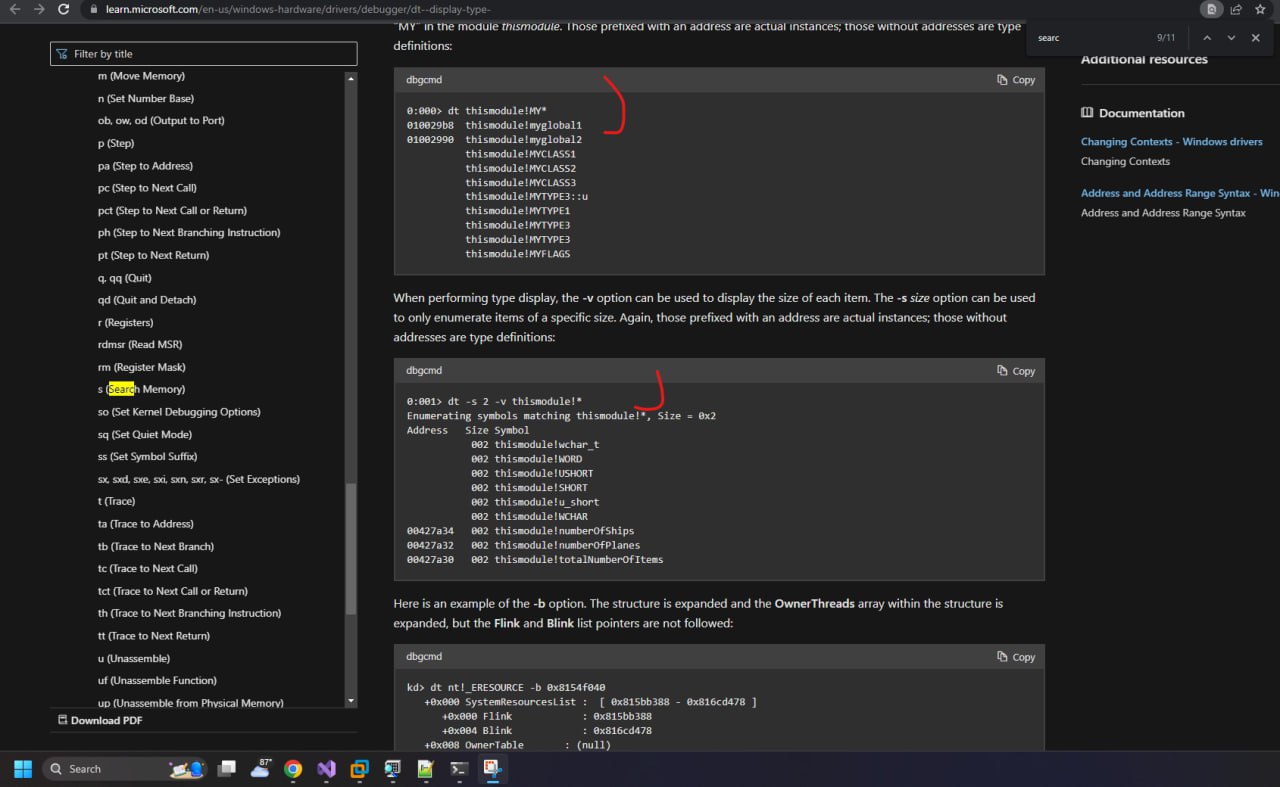 learn.microsoft.com/en-us/windows-hardware/drivers/debugger/dt--display-type-
searc
9/11
Filter by title
m (Move Memory)
n (Set Number Base)
ob, ow, od (Output to Port)
p (Step)
pa (Step to Address)
pc (Step to Next Call)
pct (Step to Next Call or Return)
ph (Step to Next Branching Instruction)
pt (Step to Next Return)
q, qq (Quit)
qd (Quit and Detach)
r (Registers)
rdmsr (Read MSR)
rm (Register Mask)
s (Search Memory)
so (Set Kernel Debugging Options)
sq (Set Quiet Mode)
ss (Set Symbol Suffix)
sx, sxd, sxe, sxi, sxn, sxr, sx- (Set Exceptions)
t (Trace)
ta (Trace to Address)
tb (Trace to Next Branch)
tc (Trace to Next Call)
tct (Trace to Next Call or Return)
th (Trace to Next Branching Instruction)
tt (Trace to Next Return)
u (Unassemble)
uf (Unassemble Function)
up (Unassemble from Physical Memory)
Download PDF
"MY" in the module thismodule. Those prefixed with an address are actual instances; those without addresses are type
definitions:
dbgcmd
Copy
0:000> dt thismodule!MY*
010029b8 thismodule!myglobal1
01002990 thismodule!myglobal2
thismodule!MYCLASS1
thismodule!MYCLASS2
thismodule!MYCLASS3
thismodule!MYTYPE3::u
thismodule!MYTYPE1
thismodule!MYTYPE3
thismodule!MYTYPE3
thismodule!MYFLAGS
When performing type display, the -v option can be used to display the size of each item. The -s size option can be used
to only enumerate items of a specific size. Again, those prefixed with an address are actual instances; those without
addresses are type definitions:
dbgcmd
Copy
0:001> dt -s 2 -v thismodule!*
Enumerating symbols matching thismodule!*, Size = 0x2
Address Size Symbol
002 thismodule!wchar_t
002 thismodule!WORD
002 thismodule!USHORT
002 thismodule!SHORT
002 thismodule!u_short
002 thismodule!WCHAR
00427a34 002 thismodule!numberOfShips
00427a32 002 thismodule!numberOfPlanes
00427a30 002 thismodule!totalNumberOfItems
Here is an example of the -b option. The structure is expanded and the OwnerThreads array within the structure is
expanded, but the Flink and Blink list pointers are not followed:
dbgcmd
Copy
kd> dt nt!_ERESOURCE -b 0x8154f040
+0x000 SystemResourcesList : [ 0x815bb388 - 0x816cd478 ]
+0x000 Flink : 0x815bb388
+0x004 Blink : 0x816cd478
+0x008 OwnerTable : (null)
Additional resources
Documentation
Changing Contexts - Windows drivers
Changing Contexts
Address and Address Range Syntax - Win
Address and Address Range Syntax
Search
87°